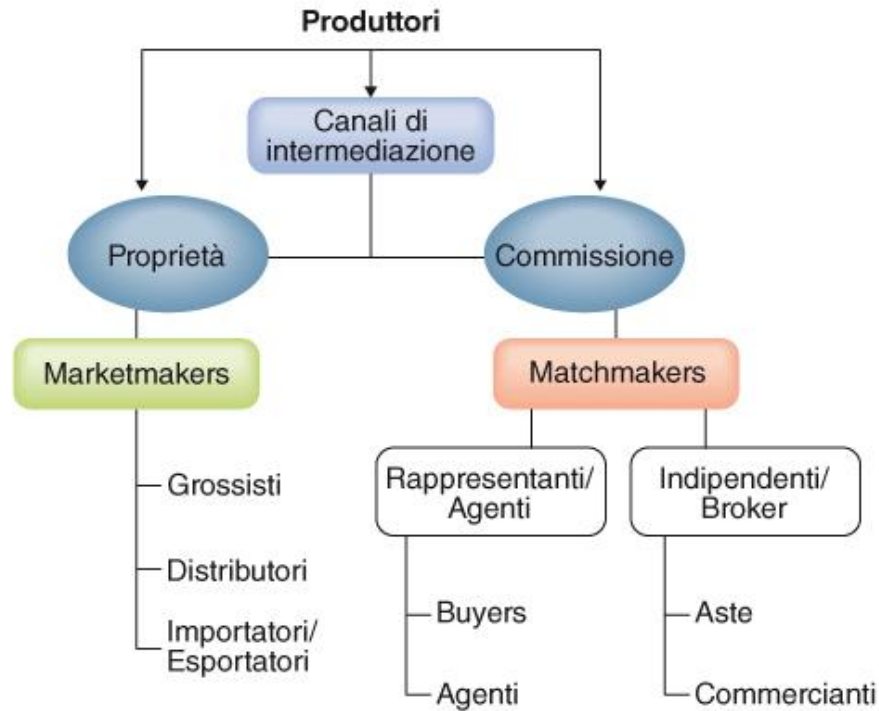 Produttori
Canali di
intermediazione
Proprietà
Commissione
Marketmakers
Matchmakers
Grossisti
Distributori
Importatori/
Esportatori
Rappresentanti/
Agenti
Buyers
Agenti
Indipendenti/
Broker
Aste
Commercianti